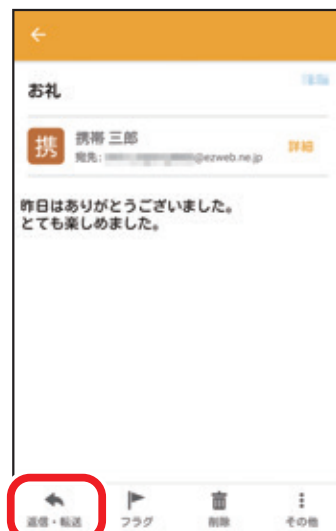 お礼
携
携帯 三郎
宛先: @ezweb.ne.jp
詳細
昨日はありがとうございました。
とても楽しめました。
返信・転送
フラグ
削除
その他